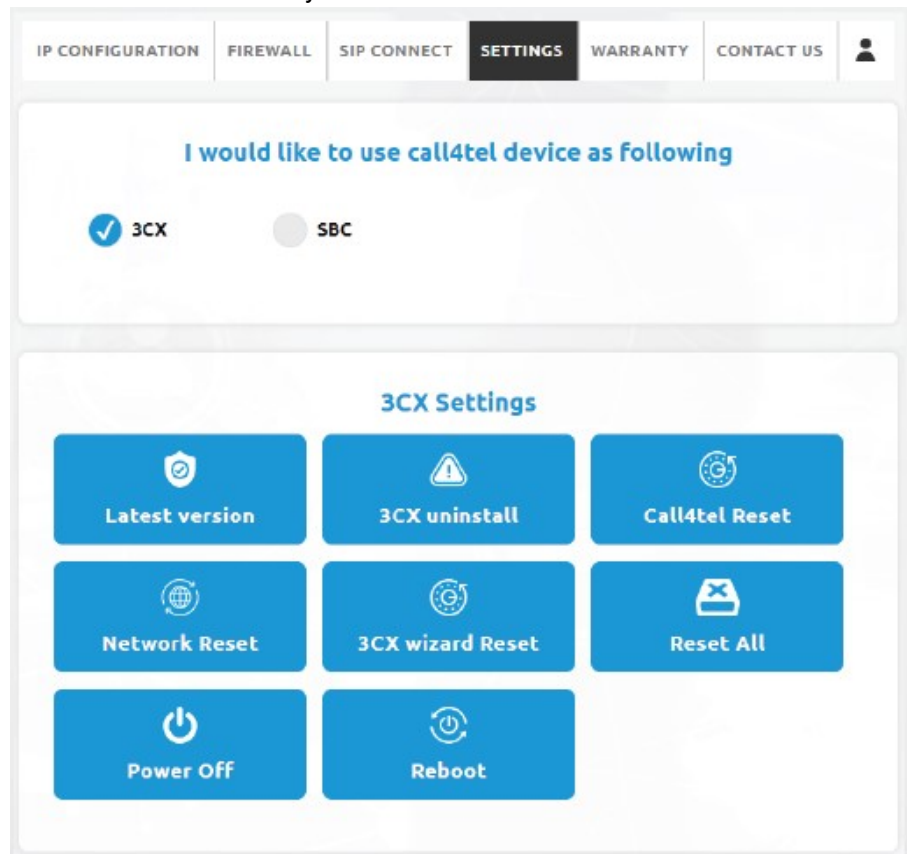 IP CONFIGURATION FIREWALL SIP CONNECT SETTINGS WARRANTY CONTACT US
I would like to use call4tel device as following
3CX SBC
3CX Settings
Latest version 3CX uninstall Call4tel Reset
Network Reset 3CX wizard Reset Reset All
Power Off Reboot